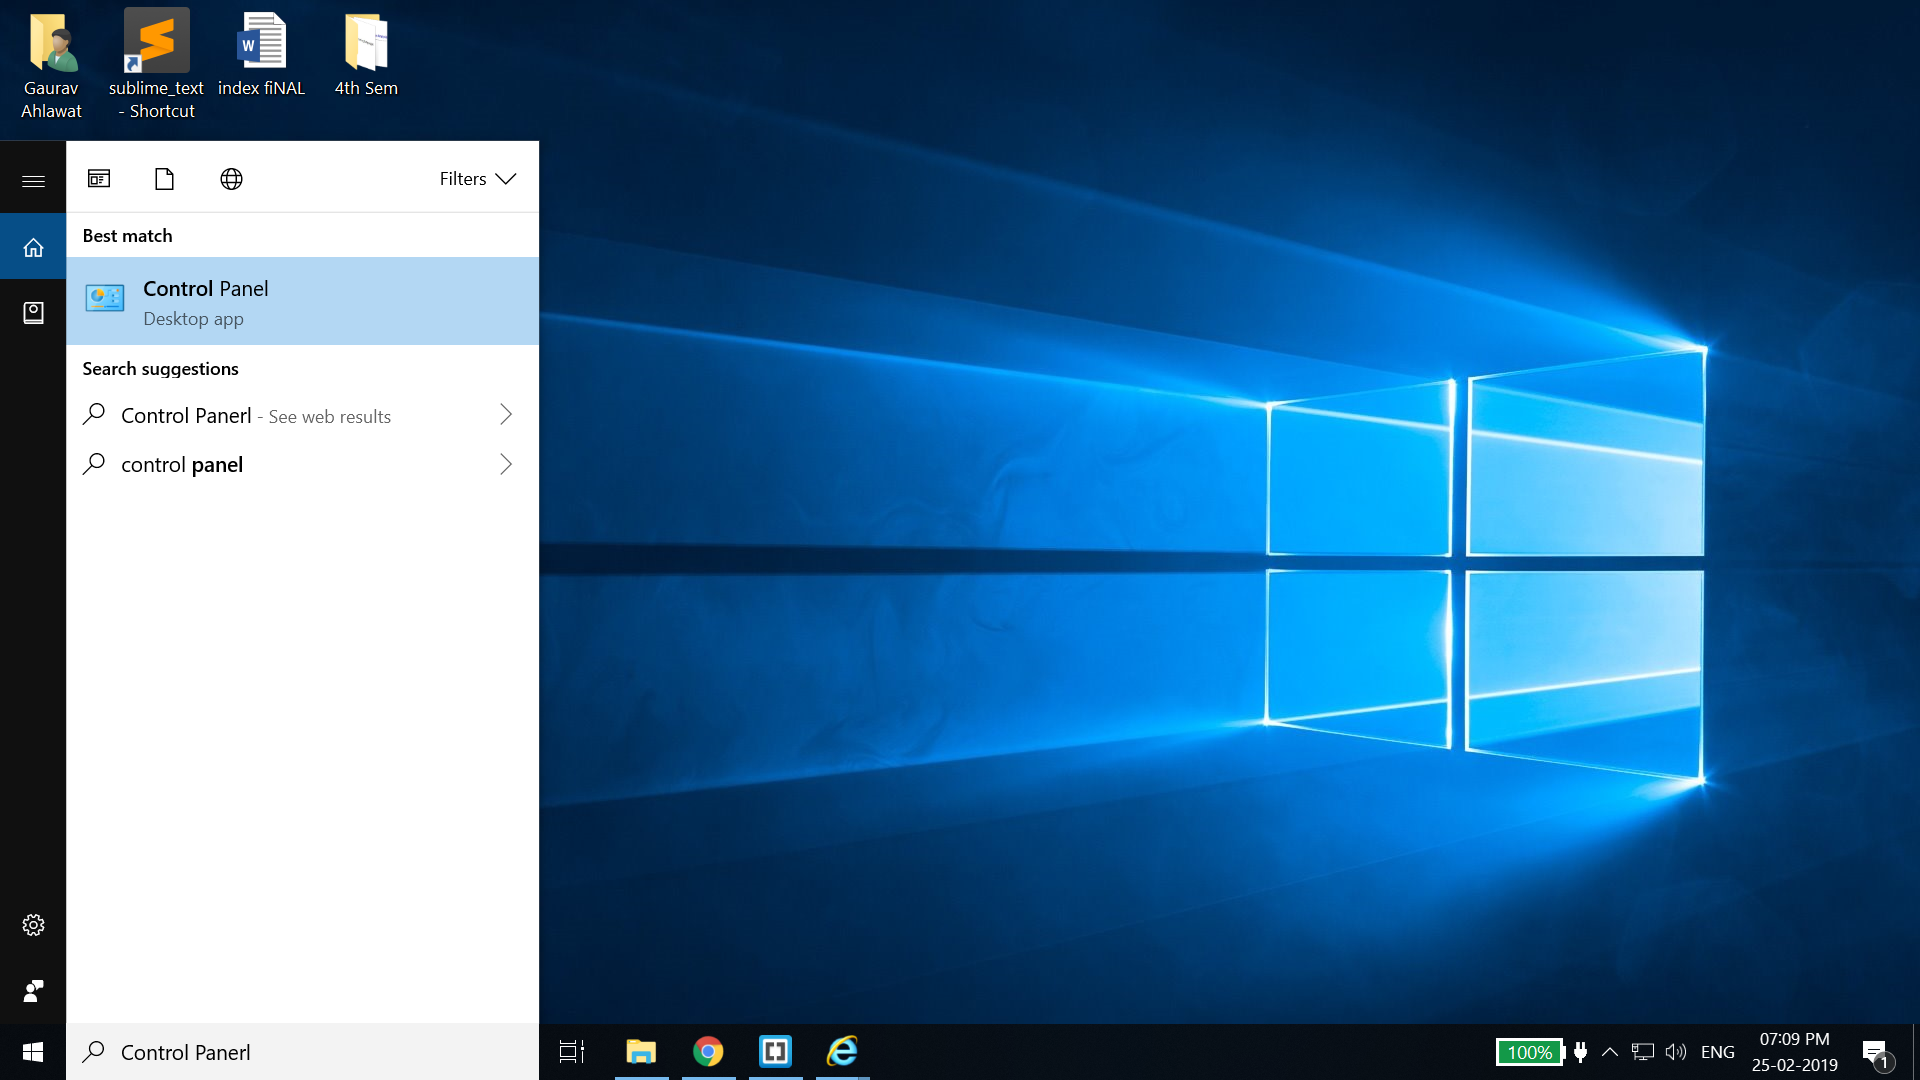 Gaurav
Ahlawat
sublime_text
- Shortcut
index fiNAL
4th Sem
Filters
Best match
Control Panel
Desktop app
Search suggestions
Control Panerl - See web results
control panel
Control Panerl
100%
ENG
07:09 PM
25-02-2019
1